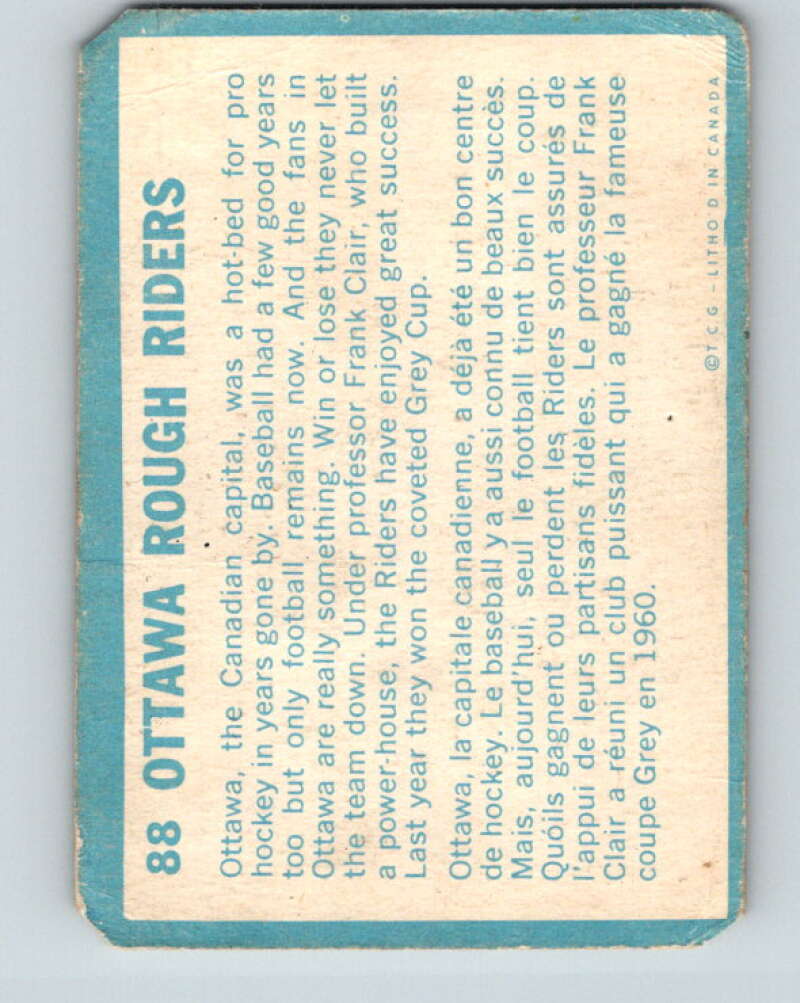 88 OTTAWA ROUGH RIDERS
Ottawa, the Canadian capital, was a hot-bed for pro
hockey in years gone by. Baseball had a few good years
too but only football remains now. And the fans in
Ottawa are really something. Win or lose they never let
the team down. Under professor Frank Clair, who built
a power-house, the Riders have enjoyed great success.
Last year they won the coveted Grey Cup.
Ottawa, la capitale canadienne, a déjà été un bon centre
de hockey. Le baseball y a aussi connu de beaux succès.
Mais, aujourd'hui, seul le football tient bien le coup.
Quóils gagnent ou perdent les Riders sont assurés de
l'appui de leurs partisans fidèles. Le professeur Frank
Clair a réuni un club puissant qui a gagné la fameuse
coupe Grey en 1960.
© T.C.G. – LITHO'D IN CANADA